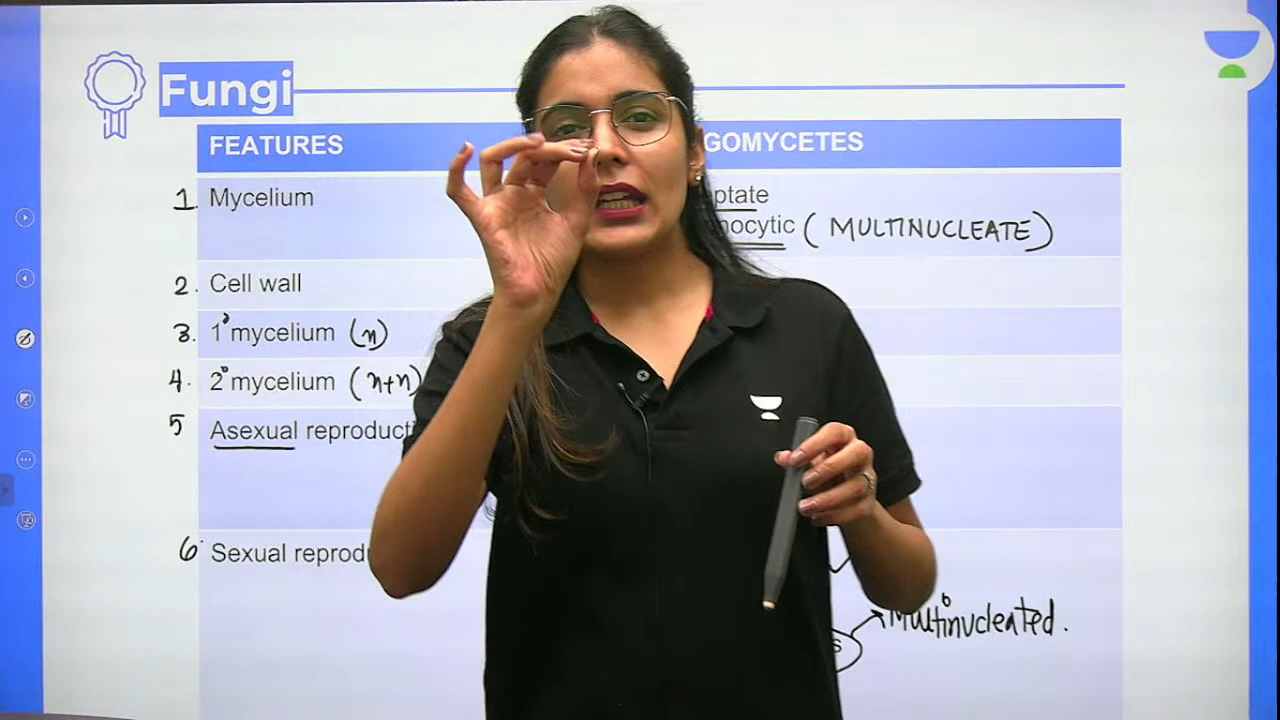 Fungi
FEATURES GOMYCETES
1. Mycelium ptate
nocytic (MULTINUCLEATE)
2. Cell wall
3. 1° mycelium (n)
4. 2° mycelium (n+n)
5 Asexual reproducti
6. Sexual reprodu
Multinucleated.
s